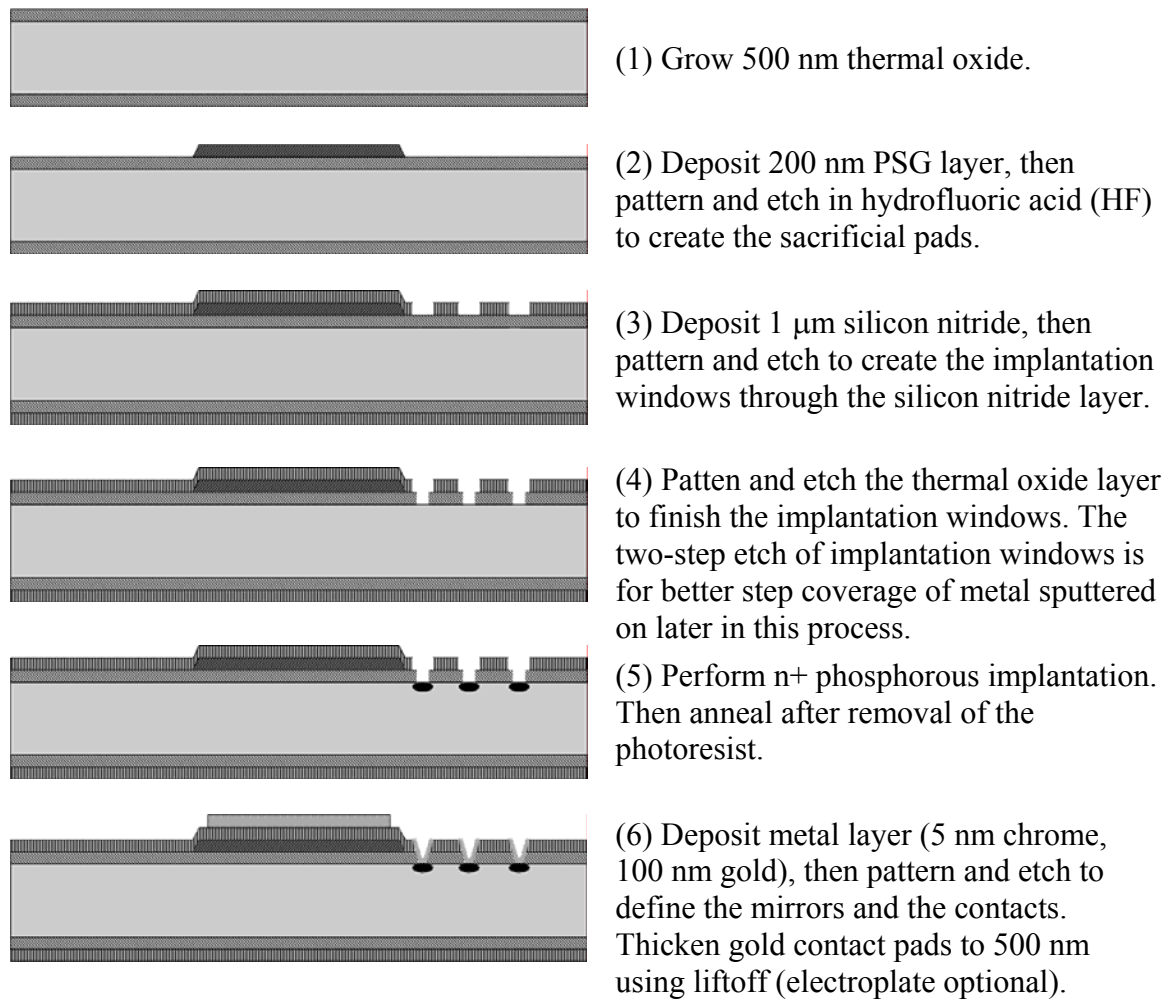 (1) Grow 500 nm thermal oxide.
(2) Deposit 200 nm PSG layer, then
pattern and etch in hydrofluoric acid (HF)
to create the sacrificial pads.
(3) Deposit 1 μm silicon nitride, then
pattern and etch to create the implantation
windows through the silicon nitride layer.
(4) Patten and etch the thermal oxide layer
to finish the implantation windows. The
two-step etch of implantation windows is
for better step coverage of metal sputtered
on later in this process.
(5) Perform n+ phosphorous implantation.
Then anneal after removal of the
photoresist.
(6) Deposit metal layer (5 nm chrome,
100 nm gold), then pattern and etch to
define the mirrors and the contacts.
Thicken gold contact pads to 500 nm
using liftoff (electroplate optional).